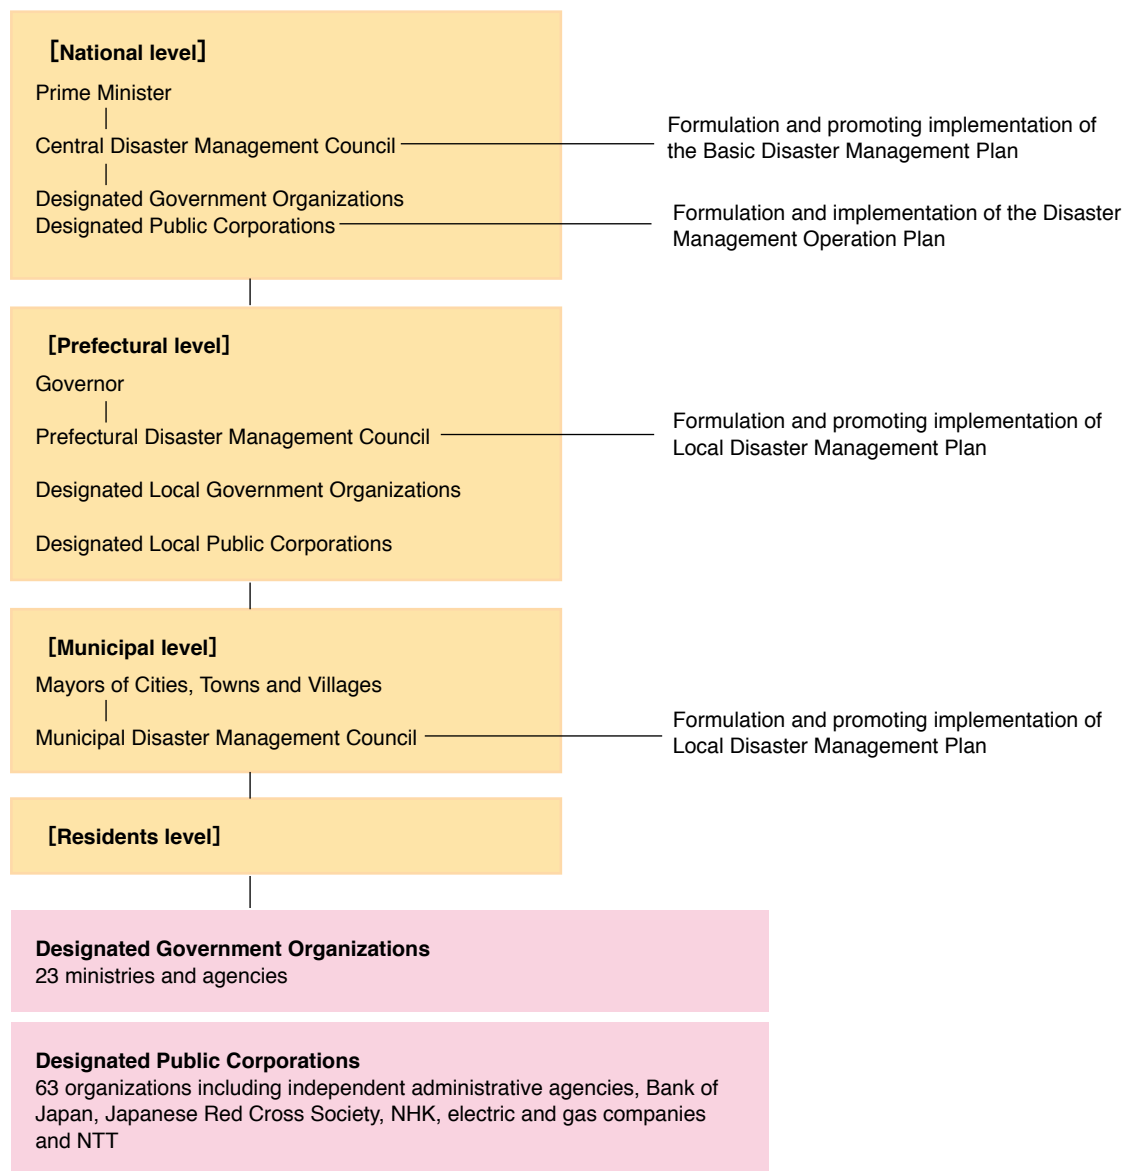 [National level]
Prime Minister
Central Disaster Management Council
Formulation and promoting implementation of
the Basic Disaster Management Plan
Designated Government Organizations
Designated Public Corporations
Formulation and implementation of the Disaster
Management Operation Plan
[Prefectural level]
Governor
Prefectural Disaster Management Council
Formulation and promoting implementation of
Local Disaster Management Plan
Designated Local Government Organizations
Designated Local Public Corporations
[Municipal level]
Mayors of Cities, Towns and Villages
Municipal Disaster Management Council
Formulation and promoting implementation of
Local Disaster Management Plan
[Residents level]
Designated Government Organizations
23 ministries and agencies
Designated Public Corporations
63 organizations including independent administrative agencies, Bank of
Japan, Japanese Red Cross Society, NHK, electric and gas companies
and NTT